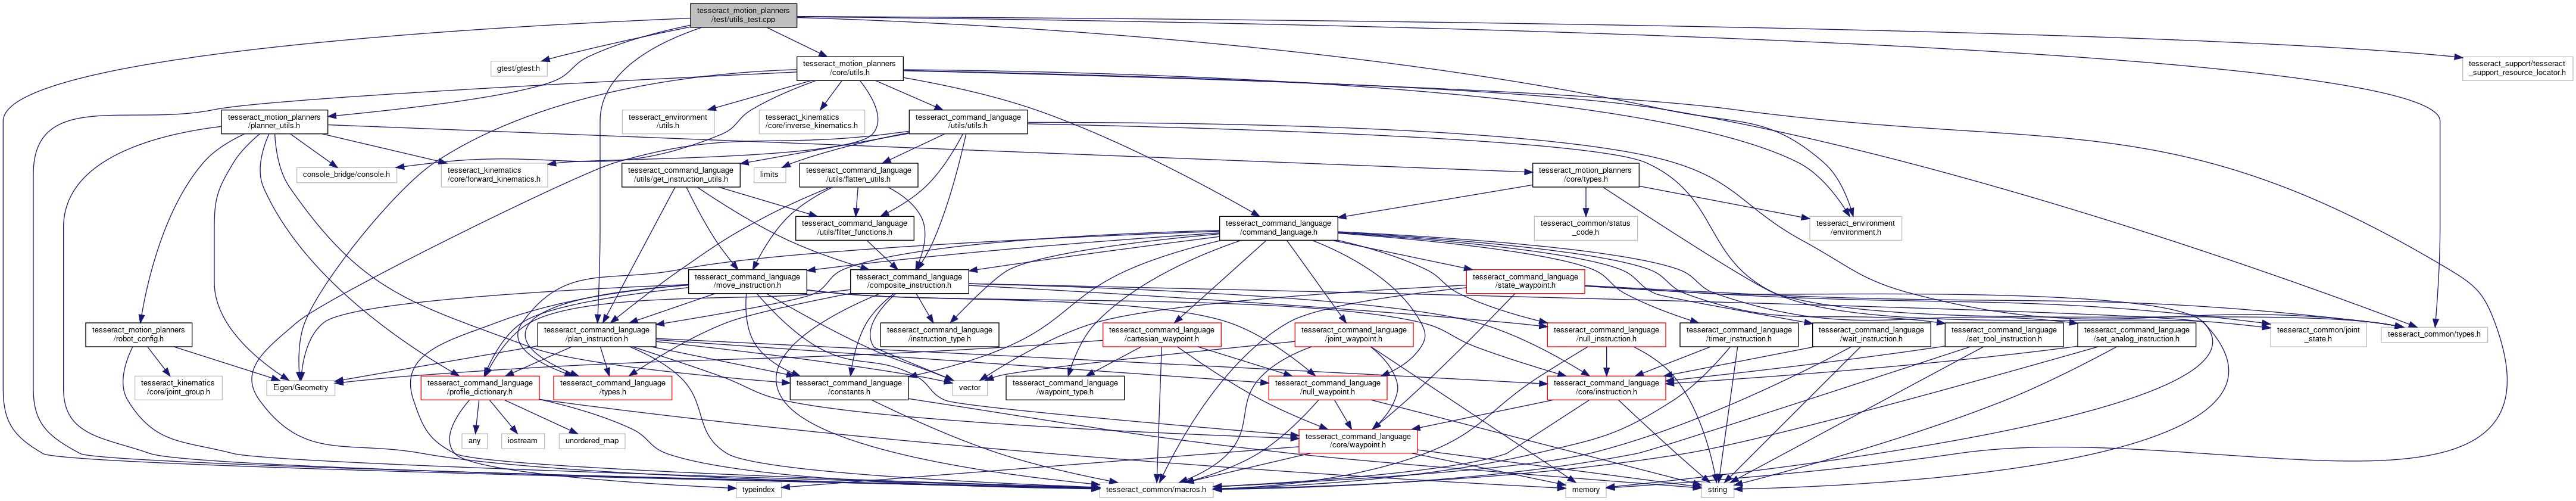 tesseract_motion_planners
/test/utils_test.cpp
gtest/gtest.h
tesseract_motion_planners
/core/utils.h
tesseract_support/tesseract
_support_resource_locator.h
tesseract_motion_planners
/planner_utils.h
tesseract_environment
/utils.h
tesseract_kinematics
/core/inverse_kinematics.h
tesseract_command_language
/utils/utils.h
console_bridge/console.h
tesseract_kinematics
/core/forward_kinematics.h
tesseract_command_language
/utils/get_instruction_utils.h
limits
tesseract_command_language
/utils/flatten_utils.h
tesseract_motion_planners
/core/types.h
tesseract_command_language
/utils/filter_functions.h
tesseract_command_language
/command_language.h
tesseract_common/status
_code.h
tesseract_environment
/environment.h
tesseract_command_language
/move_instruction.h
tesseract_command_language
/composite_instruction.h
tesseract_command_language
/state_waypoint.h
tesseract_motion_planners
/robot_config.h
tesseract_command_language
/plan_instruction.h
tesseract_command_language
/instruction_type.h
tesseract_command_language
/cartesian_waypoint.h
tesseract_command_language
/joint_waypoint.h
tesseract_command_language
/null_instruction.h
tesseract_command_language
/timer_instruction.h
tesseract_command_language
/wait_instruction.h
tesseract_command_language
/set_tool_instruction.h
tesseract_command_language
/set_analog_instruction.h
tesseract_common/joint
_state.h
tesseract_common/types.h
tesseract_kinematics
/core/joint_group.h
Eigen/Geometry
tesseract_command_language
/profile_dictionary.h
tesseract_command_language
/types.h
tesseract_command_language
/constants.h
vector
tesseract_command_language
/waypoint_type.h
tesseract_command_language
/null_waypoint.h
tesseract_command_language
/core/instruction.h
any
iostream
unordered_map
tesseract_command_language
/core/waypoint.h
typeindex
tesseract_common/macros.h
memory
string